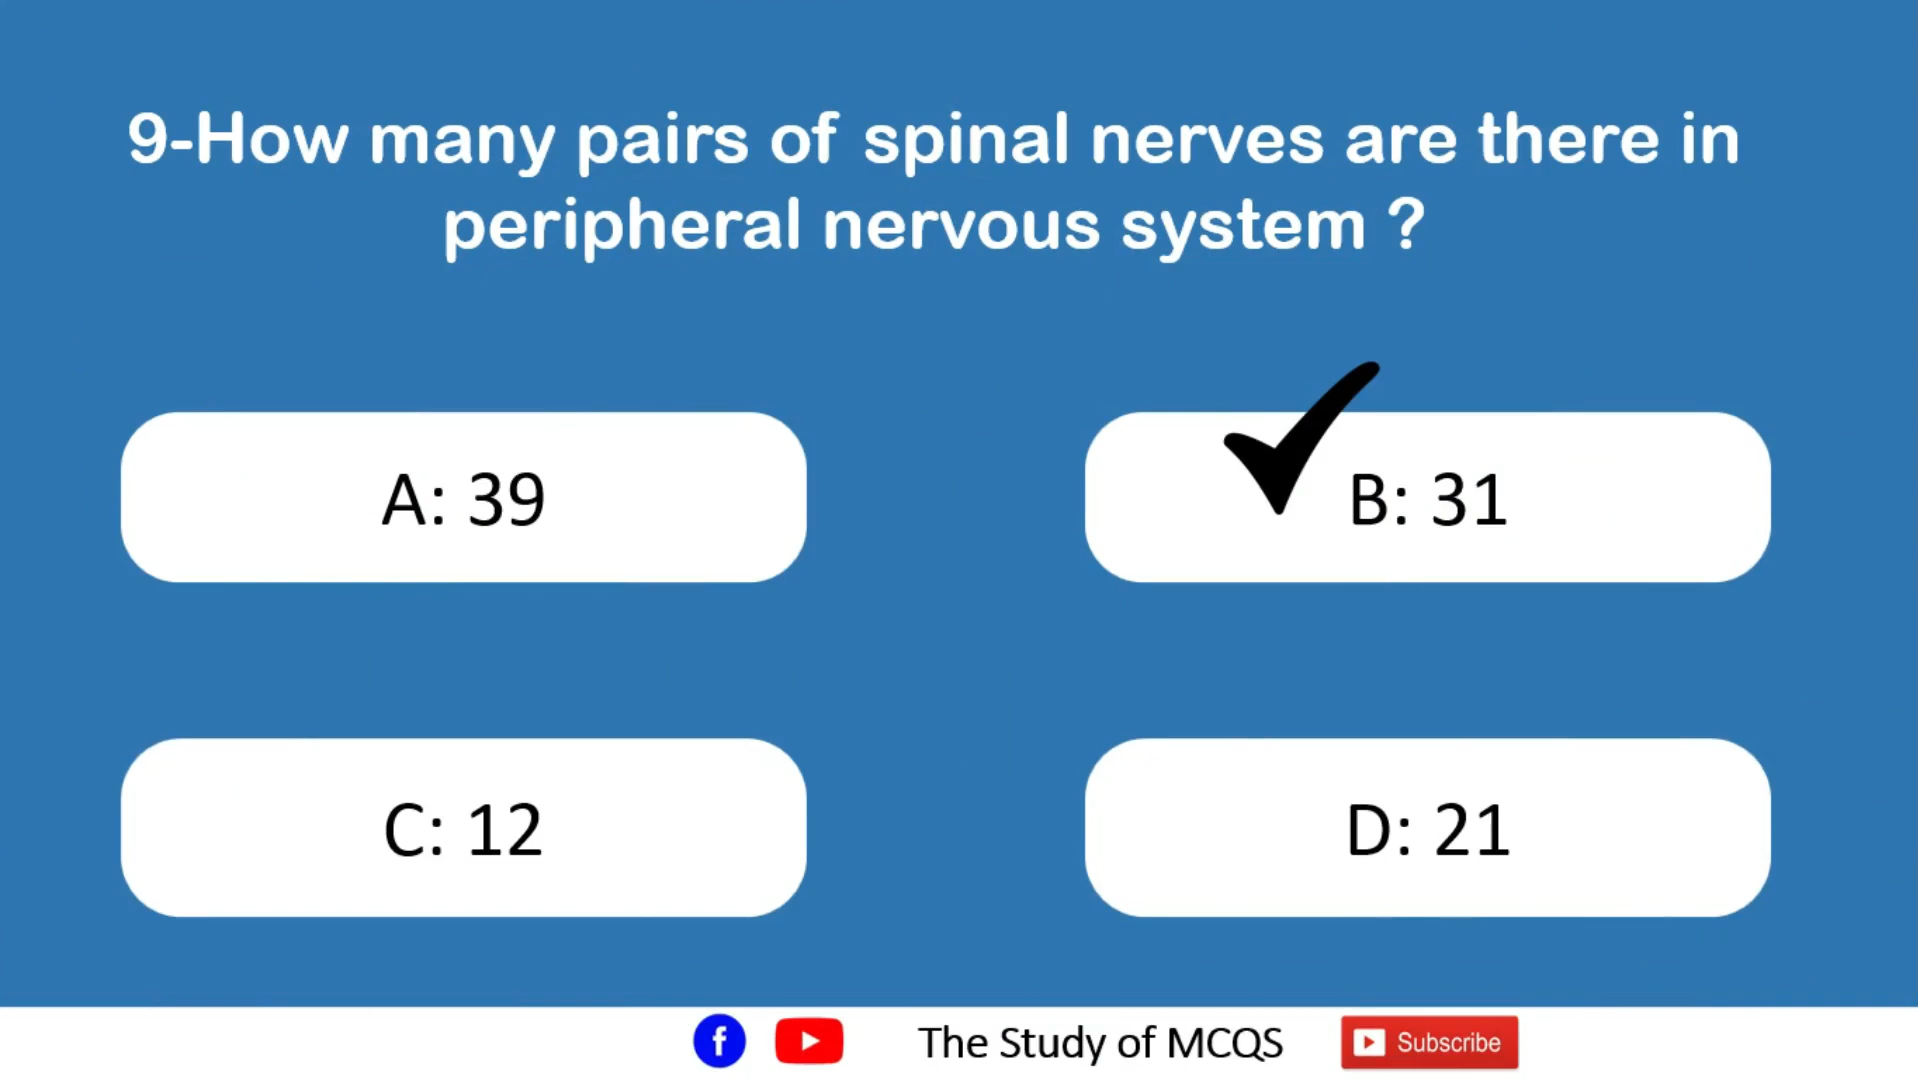 9-How many pairs of spinal nerves are there in
peripheral nervous system ?
A: 39
B: 31
C: 12
D: 21
f The Study of MCQS Subscribe